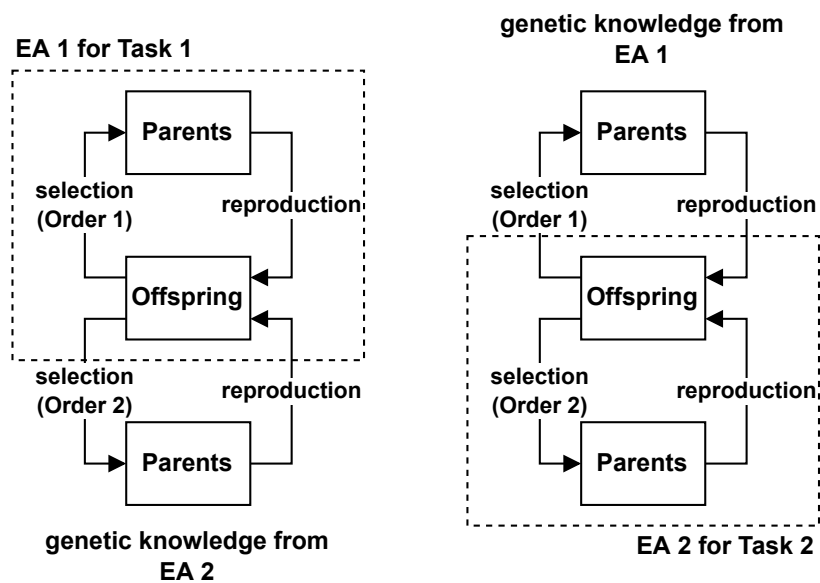 EA 1 for Task 1
Parents
selection
(Order 1)
reproduction
Offspring
selection
(Order 2)
reproduction
Parents
genetic knowledge from
EA 2
genetic knowledge from
EA 1
Parents
selection
(Order 1)
reproduction
Offspring
selection
(Order 2)
reproduction
Parents
EA 2 for Task 2